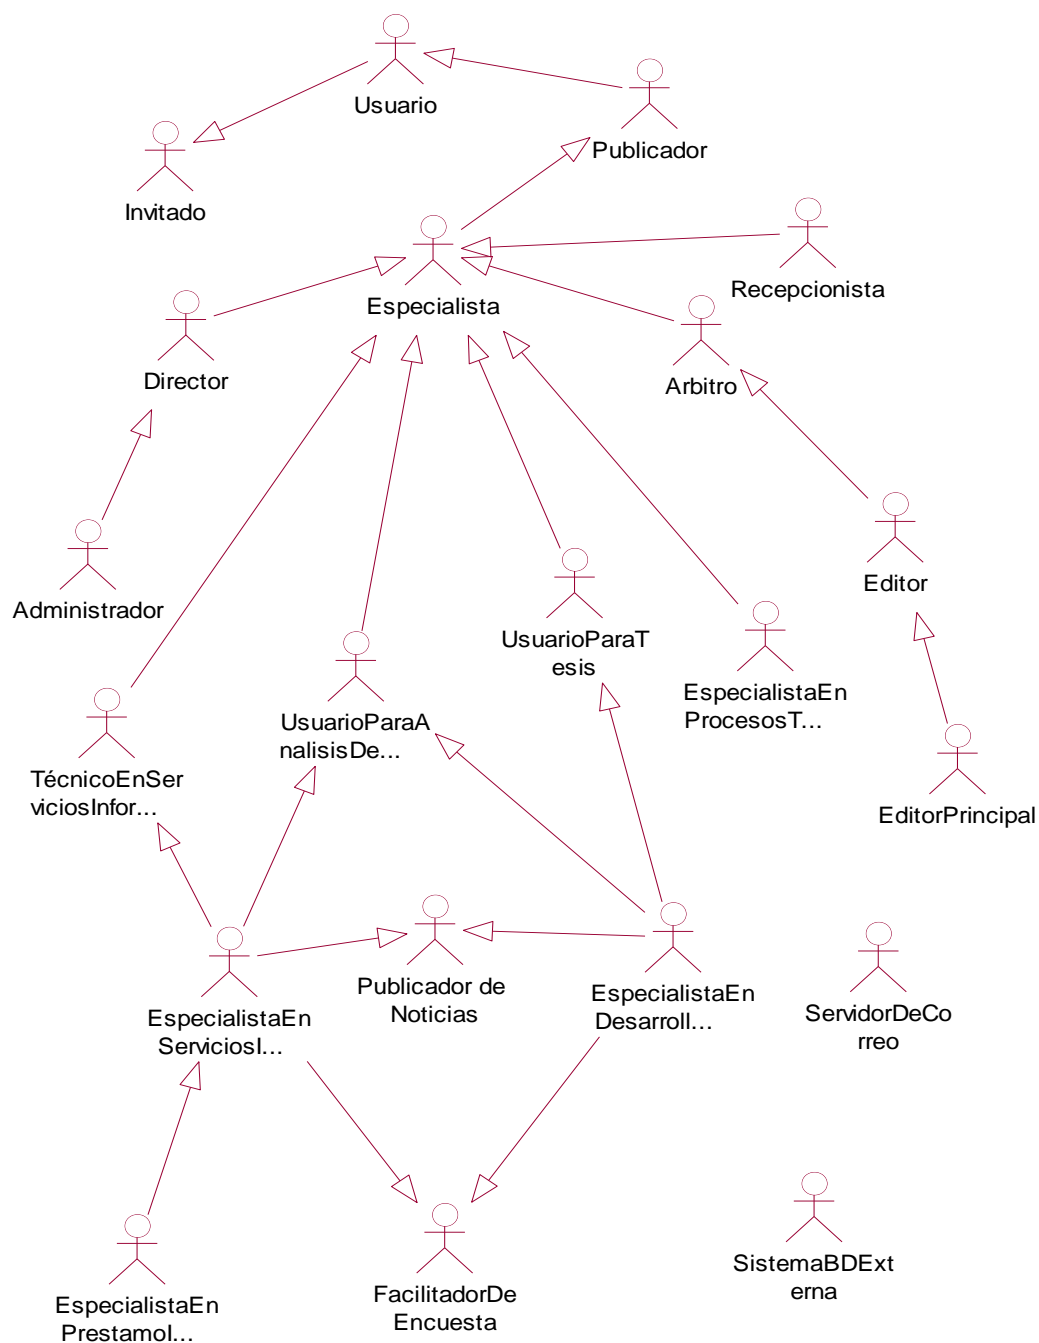 Usuario
Publicador
Invitado
Recepcionista
Especialista
Director
Arbitro
Editor
Administrador
UsuarioParaT
esis
EspecialistaEn
ProcesosT...
UsuarioParaA
nalisisDe...
TécnicoEnSer
viciosInfor...
EditorPrincipal
Publicador de
Noticias
EspecialistaEn
Desarroll...
ServidorDeCo
rreo
EspecialistaEn
ServiciosI...
SistemaBDExt
erna
FacilitadorDe
Encuesta
EspecialistaEn
PrestamoI...